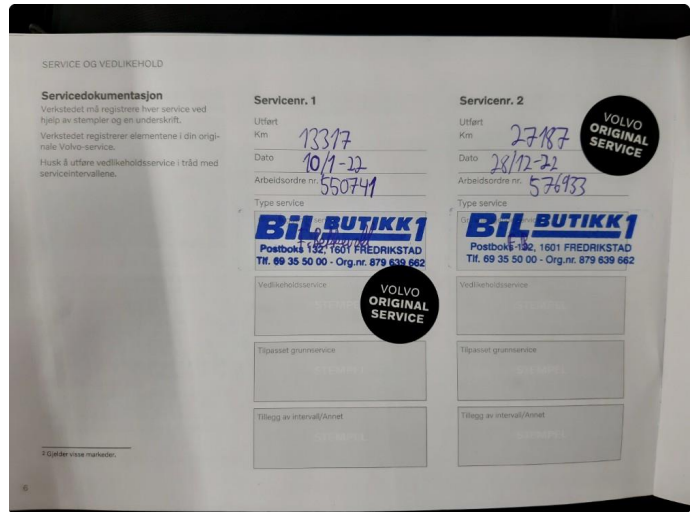 SERVICE OG VEDLIKEHOLD
Servicedokumentasjon
Verkstedet må registrere hver service ved
hjelp av stempler og en underskrift.
Verkstedet registrerer elementene i din origi-
nale Volvo-service.
Husk å utføre vedlikeholdsservice i tråd med
serviceintervallene.
2 Gjelder visse markeder.
Servicenr. 1
Utført
Km 13317
Dato 10/1-22
Arbeidsordre nr. 550741
Type service
BiL BUTIKK1
Postboks 132, 1601 FREDRIKSTAD
Tlf. 69 35 50 00 - Org.nr. 879 639 662
Vedlikeholdsservice
VOLVO
ORIGINAL
SERVICE
Tilpasset grunnservice
Tillegg av intervall/Annet
Servicenr. 2
Utført
Km 27187
Dato 28/12-22
Arbeidsordre nr. 576933
Type service
VOLVO
ORIGINAL
SERVICE
BiL BUTIKK1
Postboks 132, 1601 FREDRIKSTAD
Tlf. 69 35 50 00 - Org.nr. 879 639 662
Vedlikeholdsservice
Tilpasset grunnservice
Tillegg av intervall/Annet